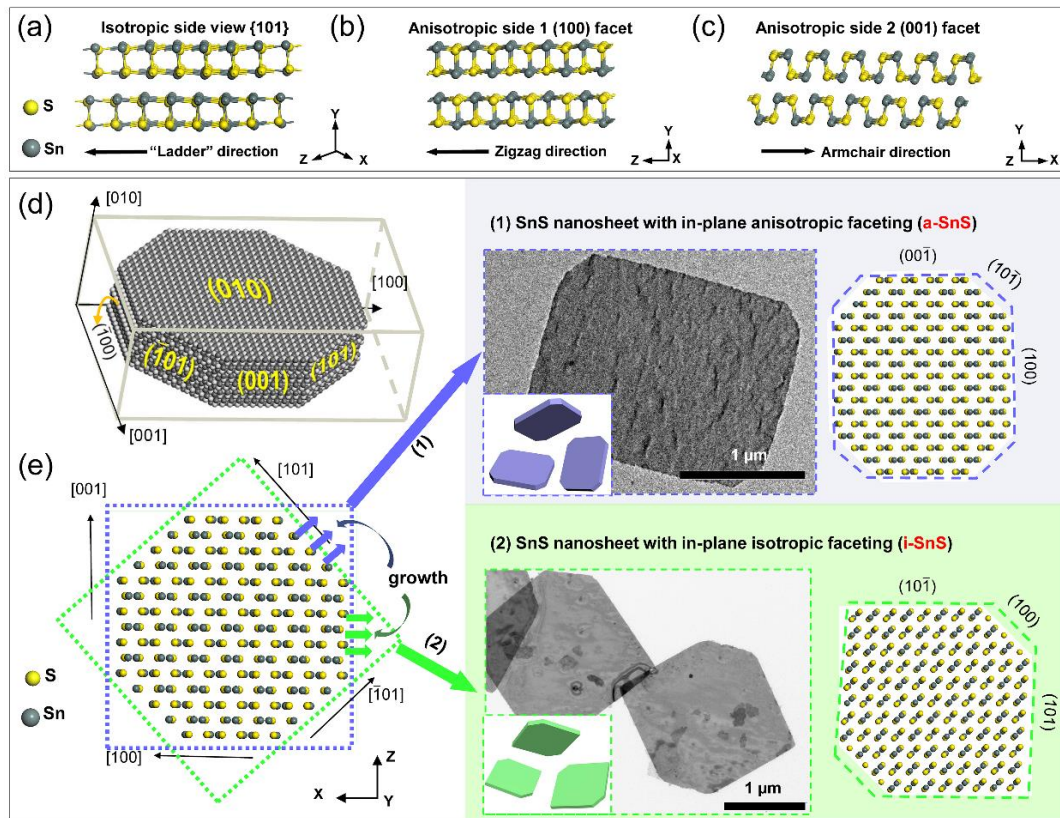 (a)
Isotropic side view {101}
S
Sn
"Ladder" direction
Y
Z
X
(b)
Anisotropic side 1 (100) facet
Zigzag direction
Y
Z
X
(c)
Anisotropic side 2 (001) facet
Armchair direction
Y
Z
X
(d)
[010]
[100]
[001]
(010)
(1̄00)
(1̄01)
(001)
(101)
(1)
(1) SnS nanosheet with in-plane anisotropic faceting (a-SnS)
1 µm
(001̄)
(101̄)
(100)
(e)
[001]
[101]
growth
(2)
[1̄01]
[100]
S
Sn
Z
X
Y
(2) SnS nanosheet with in-plane isotropic faceting (i-SnS)
1 µm
(101̄)
(100)
(101)